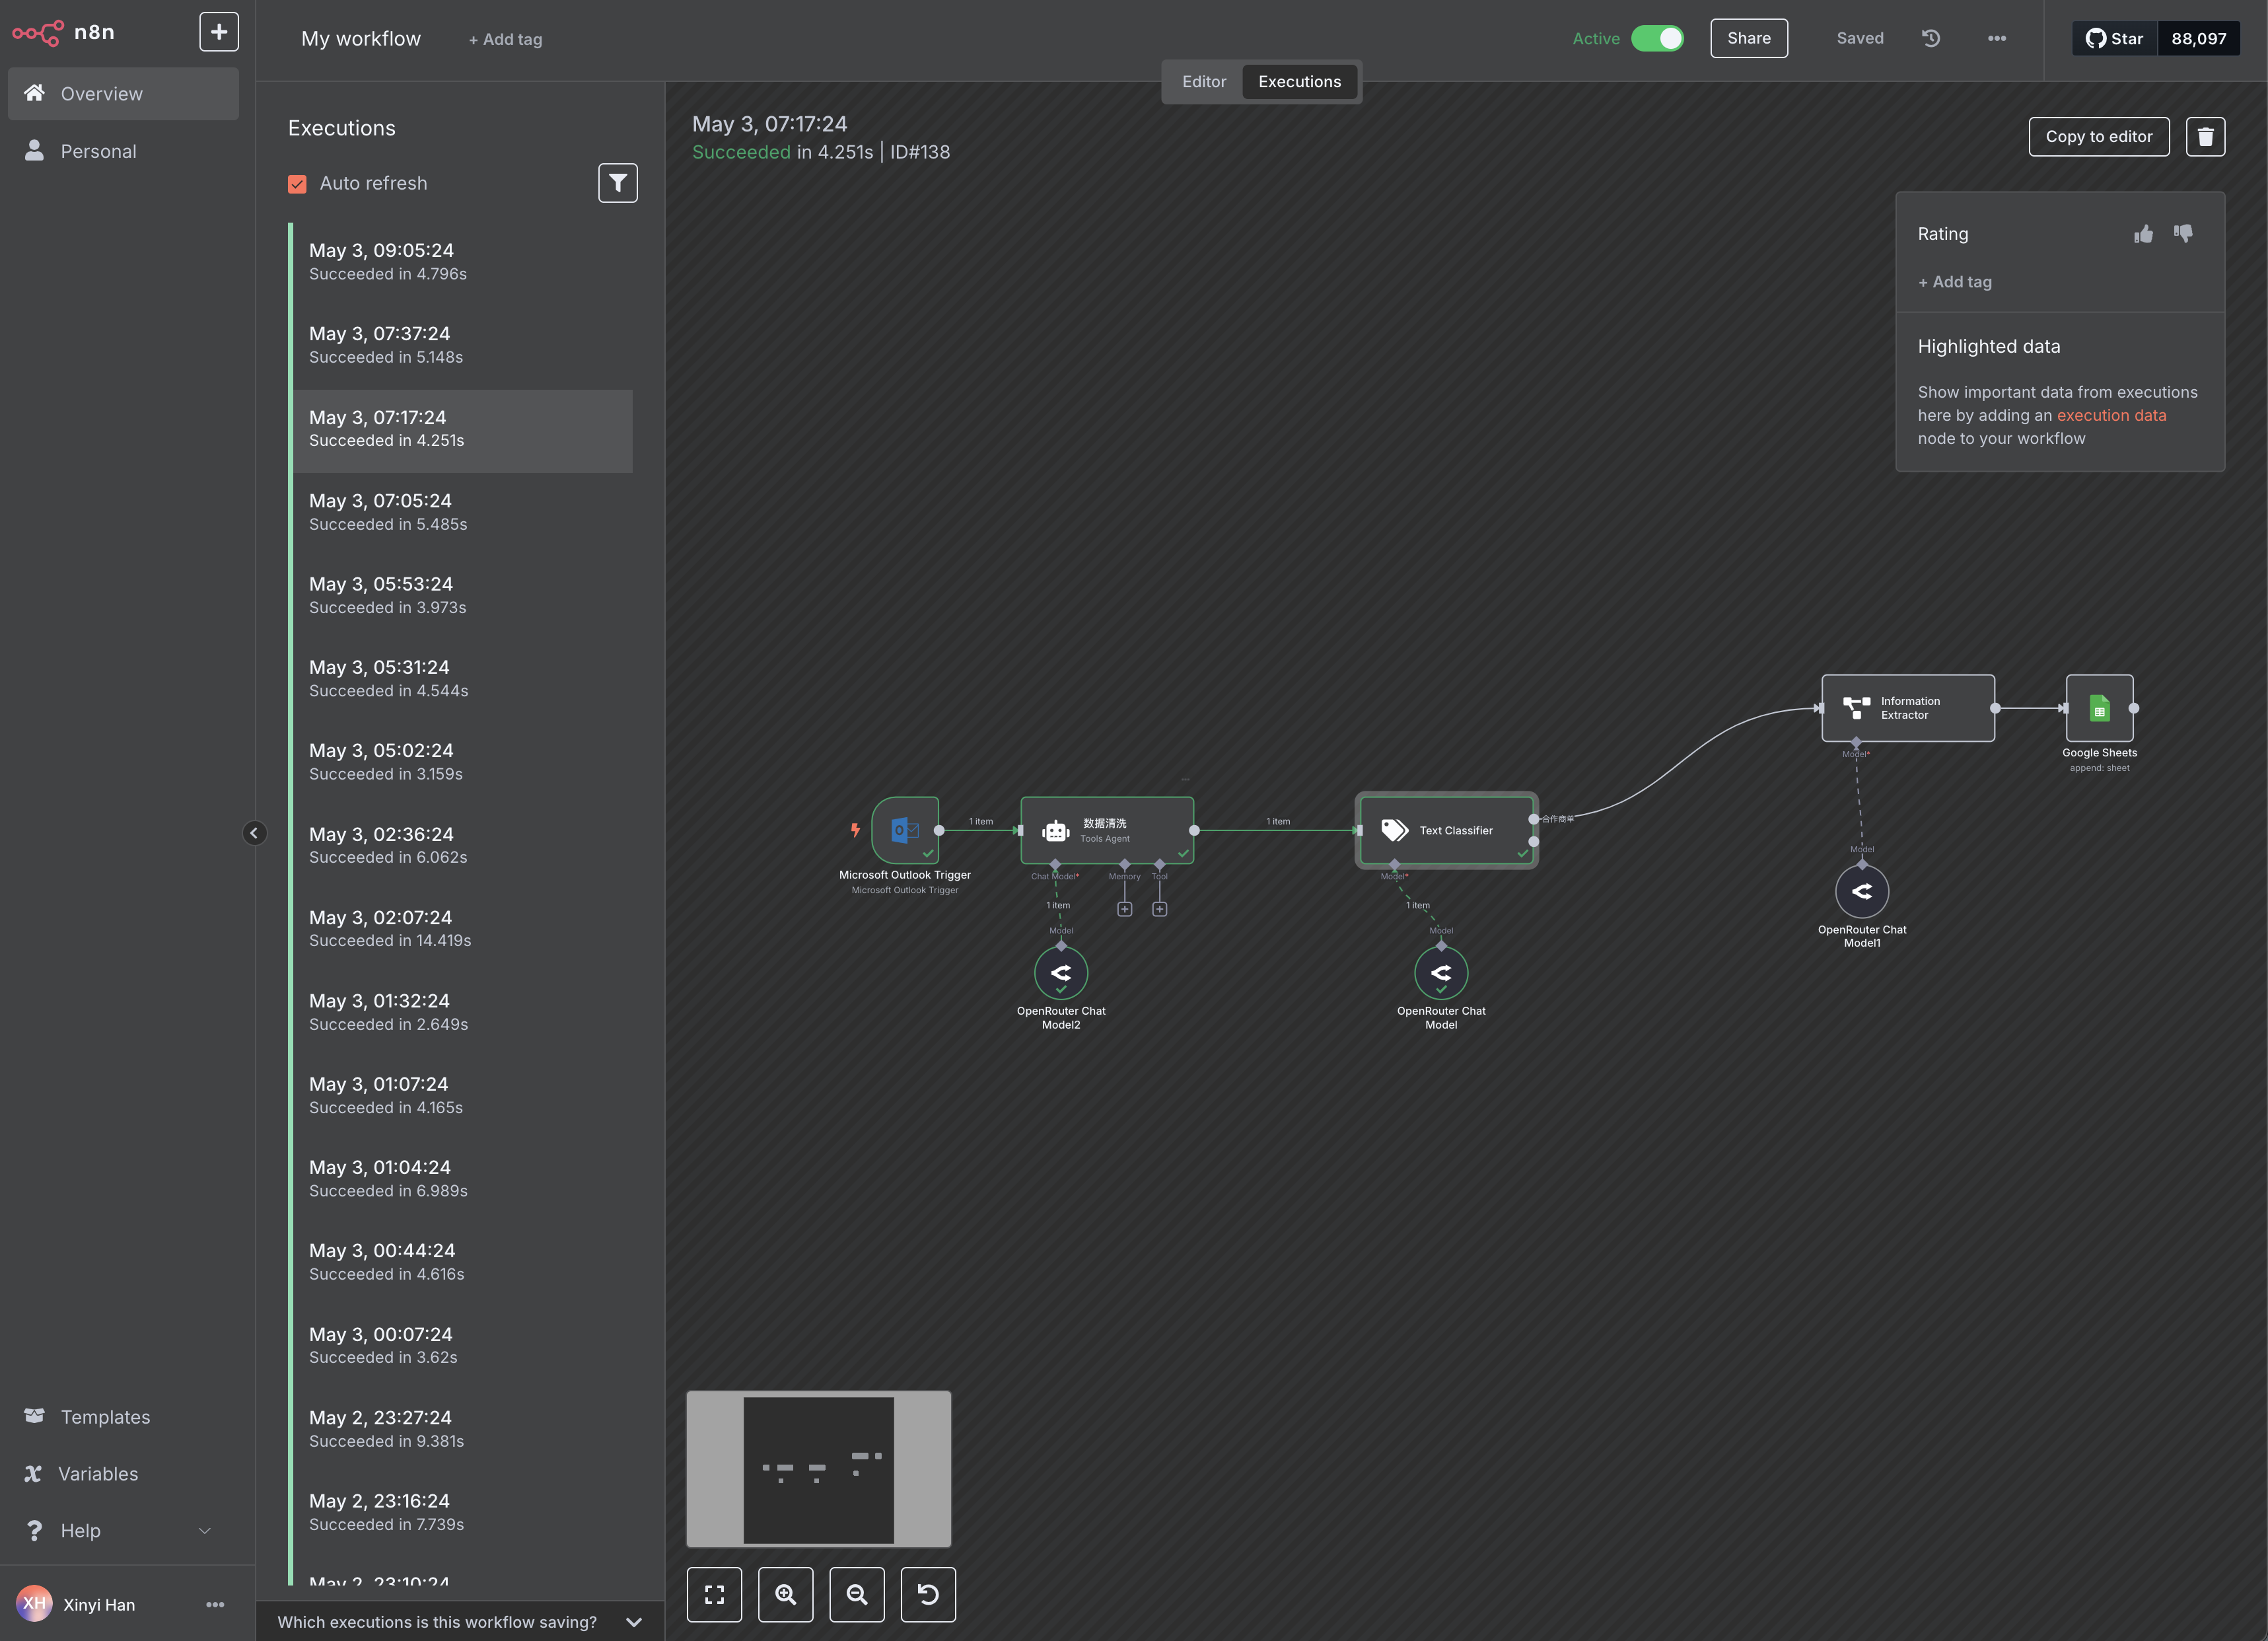 n8n
Overview
Personal
Templates
Variables
Help
XH
Xinyi Han
My workflow
+ Add tag
Active
Share
Saved
Star
88,097
Editor
Executions
Executions
Auto refresh
May 3, 09:05:24
Succeeded in 4.796s
May 3, 07:37:24
Succeeded in 5.148s
May 3, 07:17:24
Succeeded in 4.251s
May 3, 07:05:24
Succeeded in 5.485s
May 3, 05:53:24
Succeeded in 3.973s
May 3, 05:31:24
Succeeded in 4.544s
May 3, 05:02:24
Succeeded in 3.159s
May 3, 02:36:24
Succeeded in 6.062s
May 3, 02:07:24
Succeeded in 14.419s
May 3, 01:32:24
Succeeded in 2.649s
May 3, 01:07:24
Succeeded in 4.165s
May 3, 01:04:24
Succeeded in 6.989s
May 3, 00:44:24
Succeeded in 4.616s
May 3, 00:07:24
Succeeded in 3.62s
May 2, 23:27:24
Succeeded in 9.381s
May 2, 23:16:24
Succeeded in 7.739s
May 2, 23:10:24
Which executions is this workflow saving?
May 3, 07:17:24
Succeeded in 4.251s | ID#138
Copy to editor
Rating
+ Add tag
Highlighted data
Show important data from executions
here by adding an execution data
node to your workflow
Microsoft Outlook Trigger
Microsoft Outlook Trigger
1 item
数据清洗
Tools Agent
Chat Model*
Memory
Tool
1 item
Model
OpenRouter Chat
Model2
1 item
Text Classifier
合作商单
Model*
1 item
Model
OpenRouter Chat
Model
Information
Extractor
Model*
Model
OpenRouter Chat
Model1
Google Sheets
append: sheet